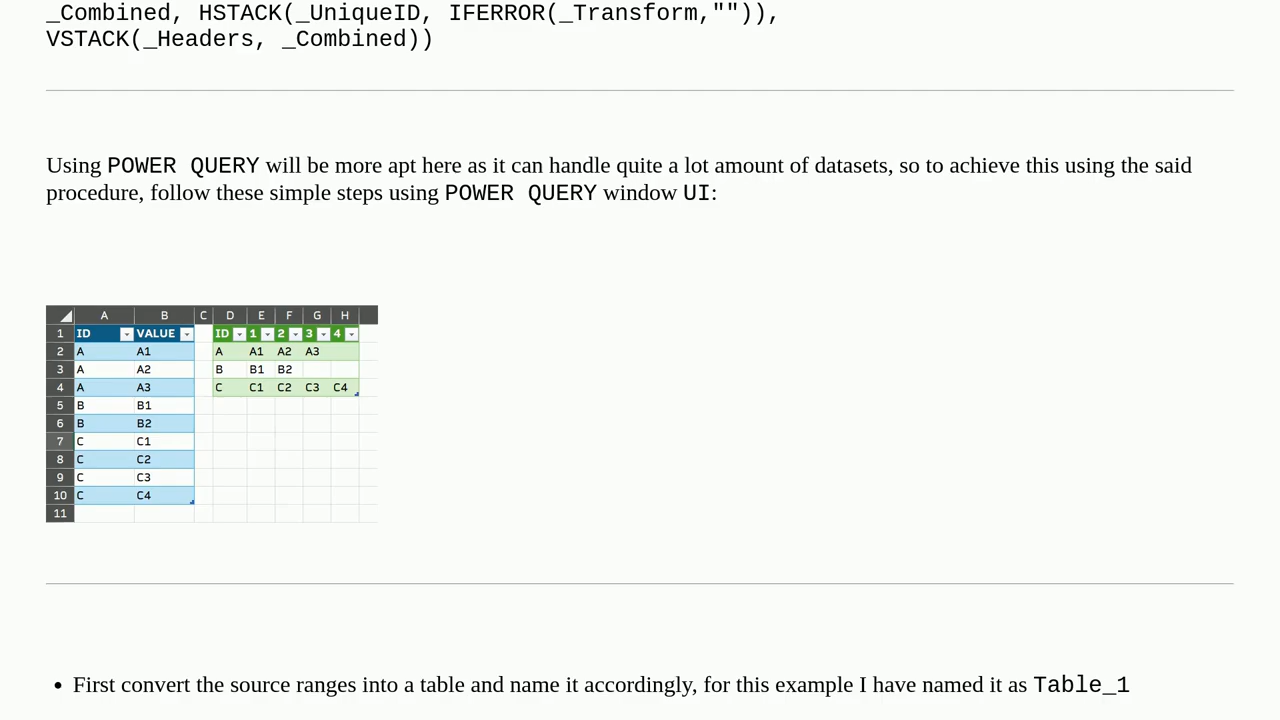 _Combined, HSTACK(_UniqueID, IFERROR(_Transform,"")),
VSTACK(_Headers, _Combined))
Using POWER QUERY will be more apt here as it can handle quite a lot amount of datasets, so to achieve this using the said
procedure, follow these simple steps using POWER QUERY window UI:
A B C D E F G H
1 ID VALUE ID 1 2 3 4
2 A A1 A A1 A2 A3
3 A A2 B B1 B2
4 A A3 C C1 C2 C3 C4
5 B B1
6 B B2
7 C C1
8 C C2
9 C C3
10 C C4
11
• First convert the source ranges into a table and name it accordingly, for this example I have named it as Table_1